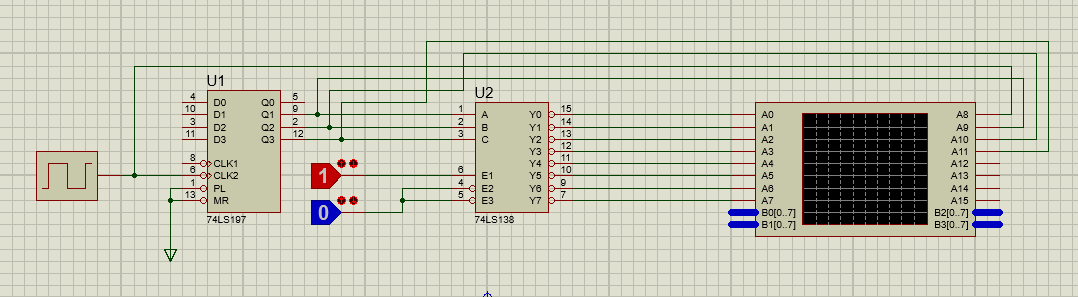 U1
4 D0 Q0 5
10 D1 Q1 9
3 D2 Q2 2
11 D3 Q3 12
8 CLK1
6 CLK2
1 PL
13 MR
74LS197
1
0
U2
1 A Y0 15
2 B Y1 14
3 C Y2 13
Y3 12
Y4 11
6 E1 Y5 10
4 E2 Y6 9
5 E3 Y7 7
74LS138
A0 A8
A1 A9
A2 A10
A3 A11
A4 A12
A5 A13
A6 A14
A7 A15
B0[0..7] B2[0..7]
B1[0..7] B3[0..7]